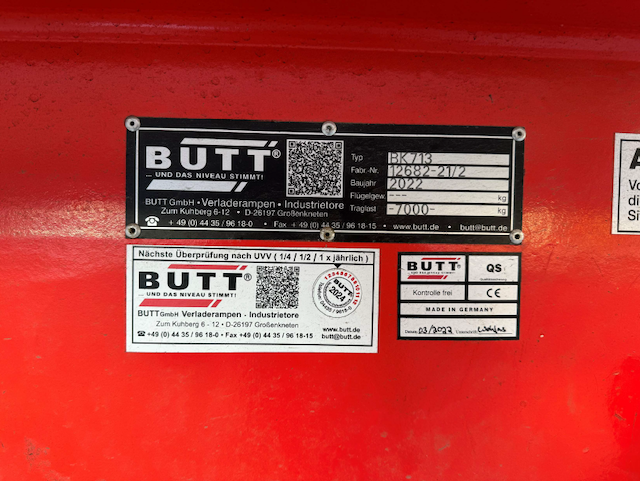 BUTT®
... UND DAS NIVEAU STIMMT!
BUTT GmbH • Verladerampen • Industrietore
Zum Kuhberg 6-12 • D-26197 Großenkneten
☎ + 49 (0) 44 35 / 96 18-0 • Fax + 49 (0) 44 35 / 96 18-15 • www.butt.de • butt@butt.de
Typ BK713
Fabr.-Nr. 12682-21/2
Baujahr 2022
Flügelgew. ---- kg
Traglast -7000- kg
Nächste Überprüfung nach UVV ( 1/4 / 1/2 / 1 x jährlich )
BUTT®
... UND DAS NIVEAU STIMMT!
BUTT GmbH Verladerampen - Industrietore
Zum Kuhberg 6 - 12 • D-26197 Großenkneten
☎ +49 (0) 44 35 / 96 18-0 • Fax +49 (0) 44 35 / 96 18-15
BUTT
2024
www.butt.de
butt@butt.de
BUTT®
QS
Kontrolle frei
CE
MADE IN GERMANY
Datum 03/2022 Unterschrift